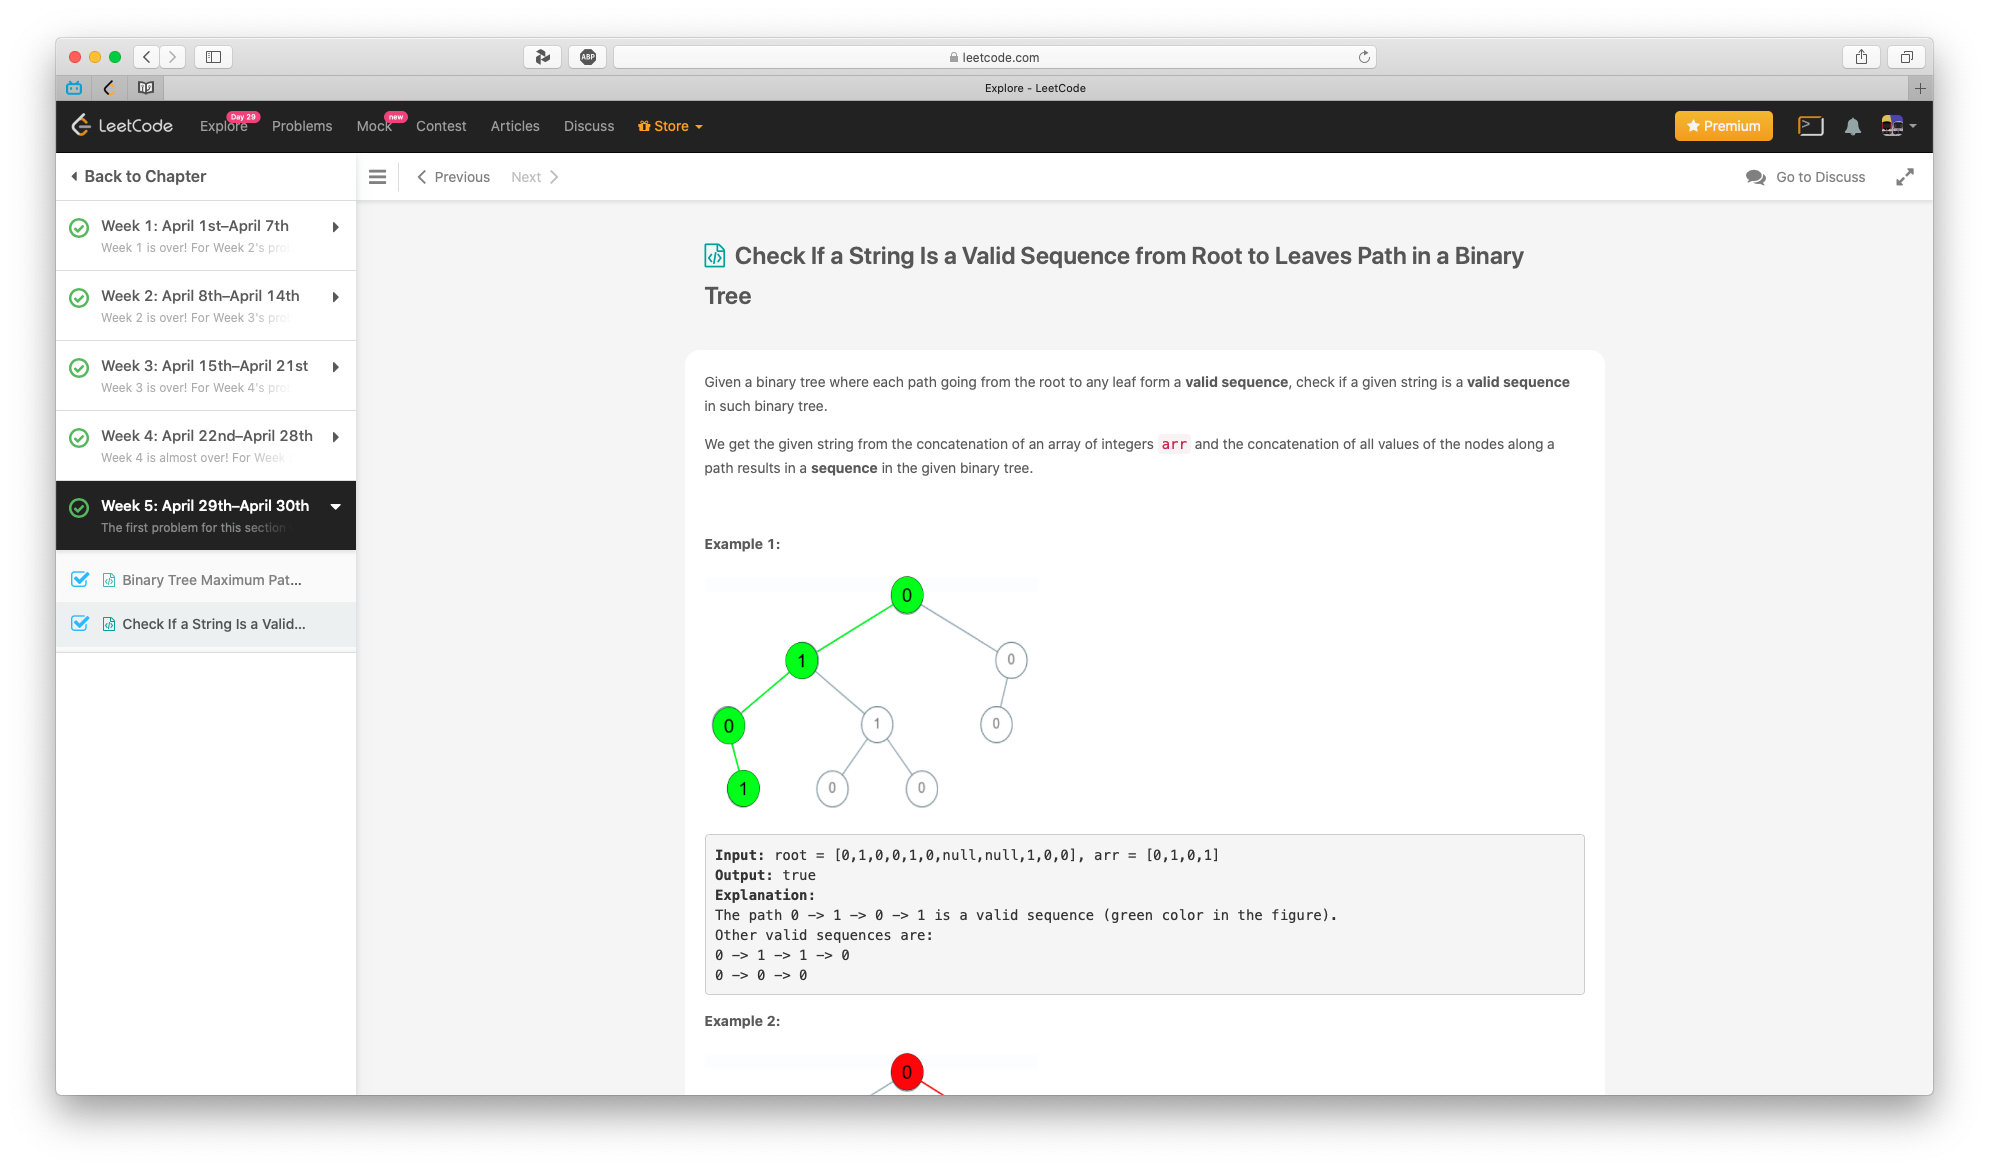 leetcode.com
ABP
Explore - LeetCode
LeetCode
Explore
Day 29
Problems
Mock
new
Contest
Articles
Discuss
Store
Premium
Back to Chapter
Previous
Next
Go to Discuss
Week 1: April 1st–April 7th
Week 1 is over! For Week 2's pro
Week 2: April 8th–April 14th
Week 2 is over! For Week 3's pro
Week 3: April 15th–April 21st
Week 3 is over! For Week 4's pro
Week 4: April 22nd–April 28th
Week 4 is almost over! For Week
Week 5: April 29th–April 30th
The first problem for this section
Binary Tree Maximum Pat...
Check If a String Is a Valid...
Check If a String Is a Valid Sequence from Root to Leaves Path in a Binary
Tree
Given a binary tree where each path going from the root to any leaf form a valid sequence, check if a given string is a valid sequence
in such binary tree.
We get the given string from the concatenation of an array of integers arr and the concatenation of all values of the nodes along a
path results in a sequence in the given binary tree.
Example 1:
0
1
0
0
1
0
1
0
0
Input: root = [0,1,0,0,1,0,null,null,1,0,0], arr = [0,1,0,1]
Output: true
Explanation:
The path 0 -> 1 -> 0 -> 1 is a valid sequence (green color in the figure).
Other valid sequences are:
0 -> 1 -> 1 -> 0
0 -> 0 -> 0
Example 2:
0